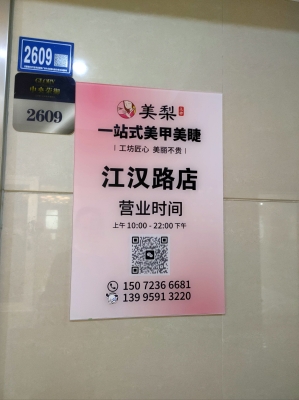 2609
2609
美梨
一站式美甲美睫
|工坊匠心 美丽不贵|
江汉路店
营业时间
上午 10:00 - 22:00 下午
150 7236 6681
139 9591 3220